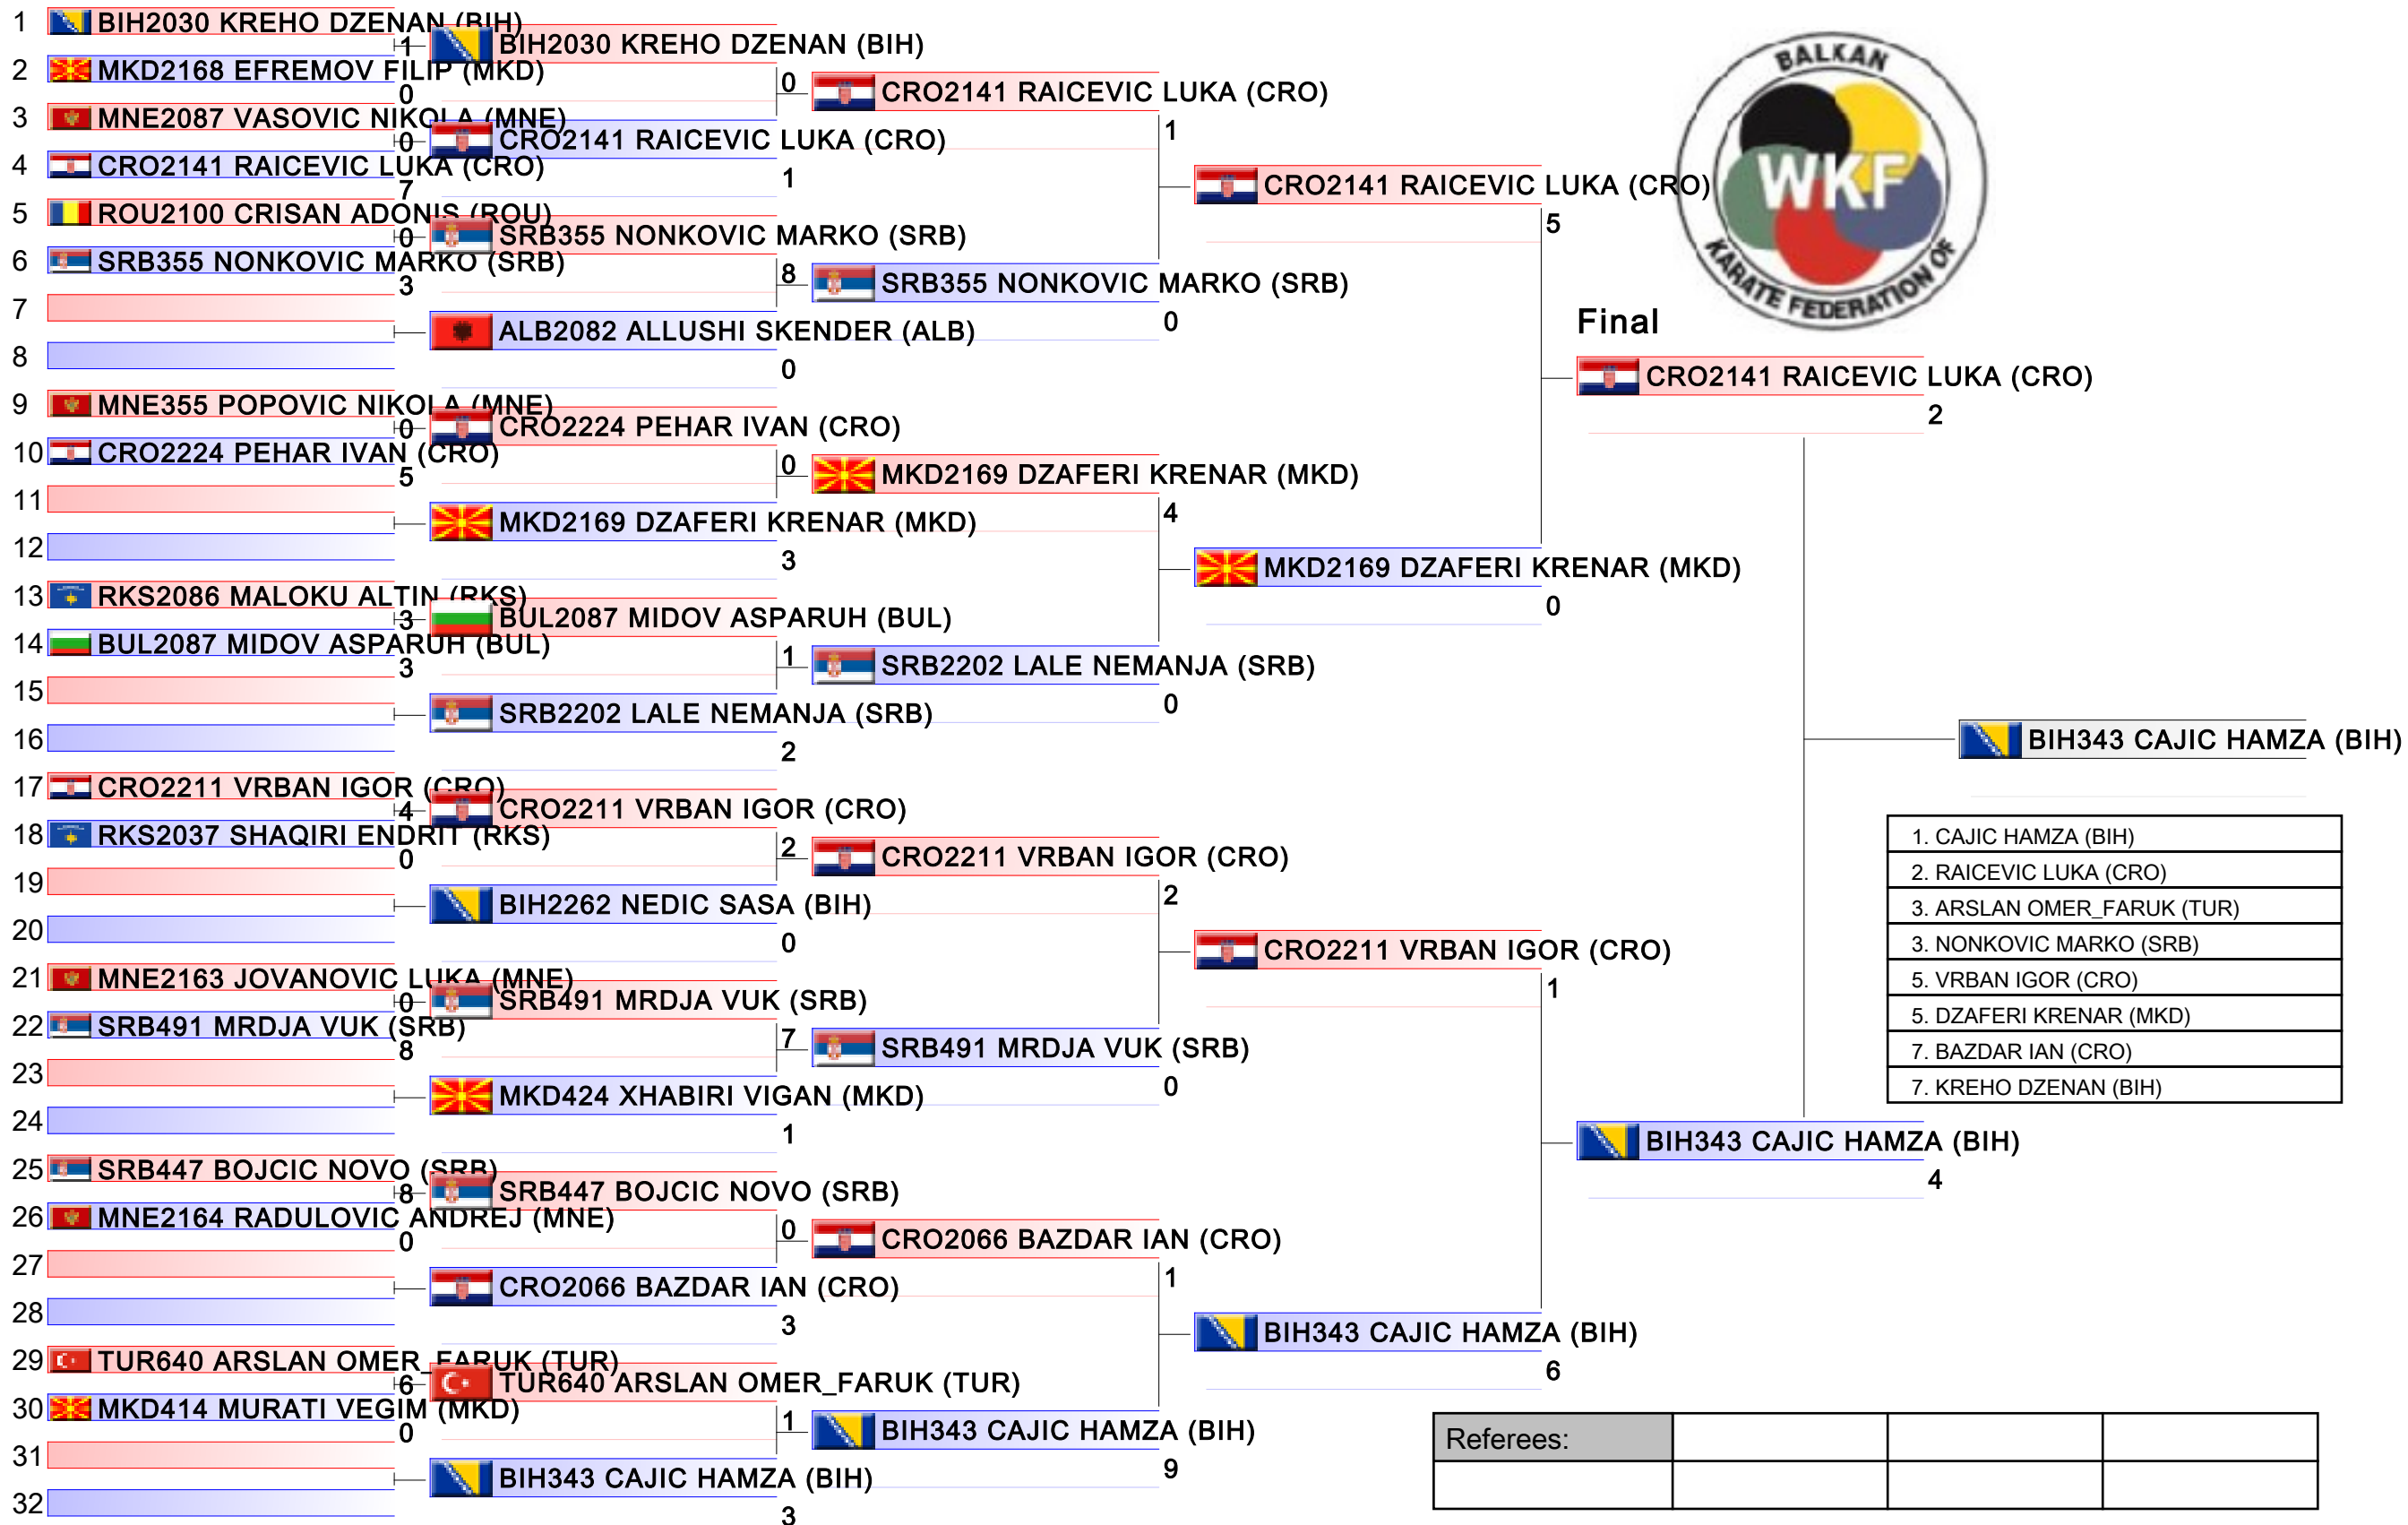 1 BIH2030 KREHO DZENAN (BIH)
1
2 MKD2168 EFREMOV FILIP (MKD)
0
3 MNE2087 VASOVIC NIKOLA (MNE)
0
4 CRO2141 RAICEVIC LUKA (CRO)
7
5 ROU2100 CRISAN ADONIS (ROU)
0
6 SRB355 NONKOVIC MARKO (SRB)
3
7
8
9 MNE355 POPOVIC NIKOLA (MNE)
0
10 CRO2224 PEHAR IVAN (CRO)
5
11
12
13 RKS2086 MALOKU ALTIN (RKS)
3
14 BUL2087 MIDOV ASPARUH (BUL)
3
15
16
17 CRO2211 VRBAN IGOR (CRO)
4
18 RKS2037 SHAQIRI ENDRIT (RKS)
0
19
20
21 MNE2163 JOVANOVIC LUKA (MNE)
0
22 SRB491 MRDJA VUK (SRB)
8
23
24
25 SRB447 BOJCIC NOVO (SRB)
8
26 MNE2164 RADULOVIC ANDREJ (MNE)
0
27
28
29 TUR640 ARSLAN OMER_FARUK (TUR)
6
30 MKD414 MURATI VEGIM (MKD)
0
31
32
BIH2030 KREHO DZENAN (BIH)
0
CRO2141 RAICEVIC LUKA (CRO)
1
SRB355 NONKOVIC MARKO (SRB)
8
ALB2082 ALLUSHI SKENDER (ALB)
0
CRO2224 PEHAR IVAN (CRO)
0
MKD2169 DZAFERI KRENAR (MKD)
3
BUL2087 MIDOV ASPARUH (BUL)
1
SRB2202 LALE NEMANJA (SRB)
2
CRO2211 VRBAN IGOR (CRO)
2
BIH2262 NEDIC SASA (BIH)
0
SRB491 MRDJA VUK (SRB)
7
MKD424 XHABIRI VIGAN (MKD)
1
SRB447 BOJCIC NOVO (SRB)
0
CRO2066 BAZDAR IAN (CRO)
3
TUR640 ARSLAN OMER_FARUK (TUR)
1
BIH343 CAJIC HAMZA (BIH)
3
CRO2141 RAICEVIC LUKA (CRO)
1
SRB355 NONKOVIC MARKO (SRB)
0
MKD2169 DZAFERI KRENAR (MKD)
4
SRB2202 LALE NEMANJA (SRB)
0
CRO2211 VRBAN IGOR (CRO)
2
SRB491 MRDJA VUK (SRB)
0
CRO2066 BAZDAR IAN (CRO)
1
BIH343 CAJIC HAMZA (BIH)
9
CRO2141 RAICEVIC LUKA (CRO)
5
MKD2169 DZAFERI KRENAR (MKD)
0
CRO2211 VRBAN IGOR (CRO)
1
BIH343 CAJIC HAMZA (BIH)
6
BALKAN
WKF
KARATE FEDERATION OF
Final
CRO2141 RAICEVIC LUKA (CRO)
2
BIH343 CAJIC HAMZA (BIH)
4
BIH343 CAJIC HAMZA (BIH)
1. CAJIC HAMZA (BIH)
2. RAICEVIC LUKA (CRO)
3. ARSLAN OMER_FARUK (TUR)
3. NONKOVIC MARKO (SRB)
5. VRBAN IGOR (CRO)
5. DZAFERI KRENAR (MKD)
7. BAZDAR IAN (CRO)
7. KREHO DZENAN (BIH)
Referees: